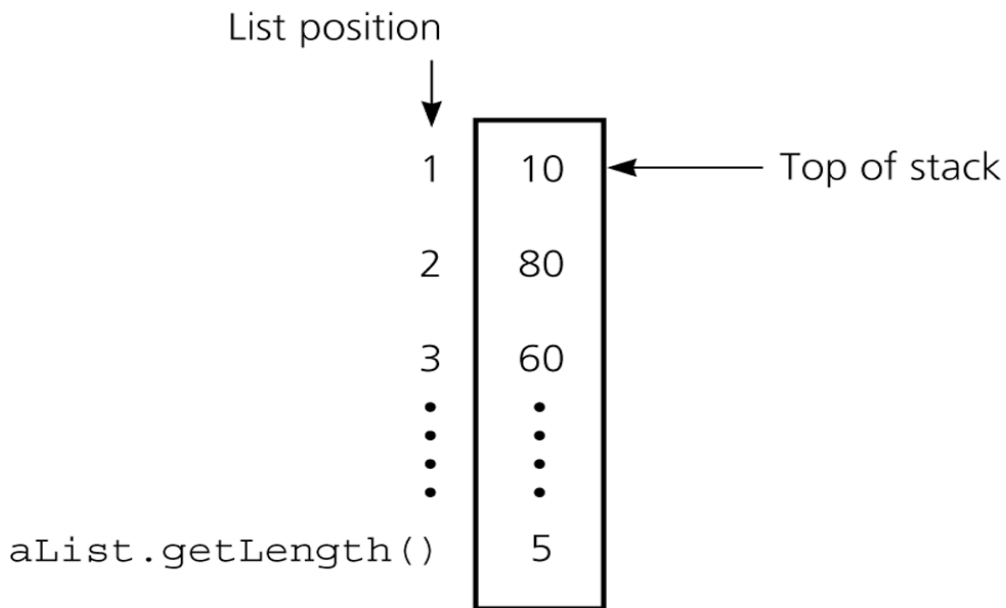 List position
1 10 Top of stack
2 80
3 60
aList.getLength() 5